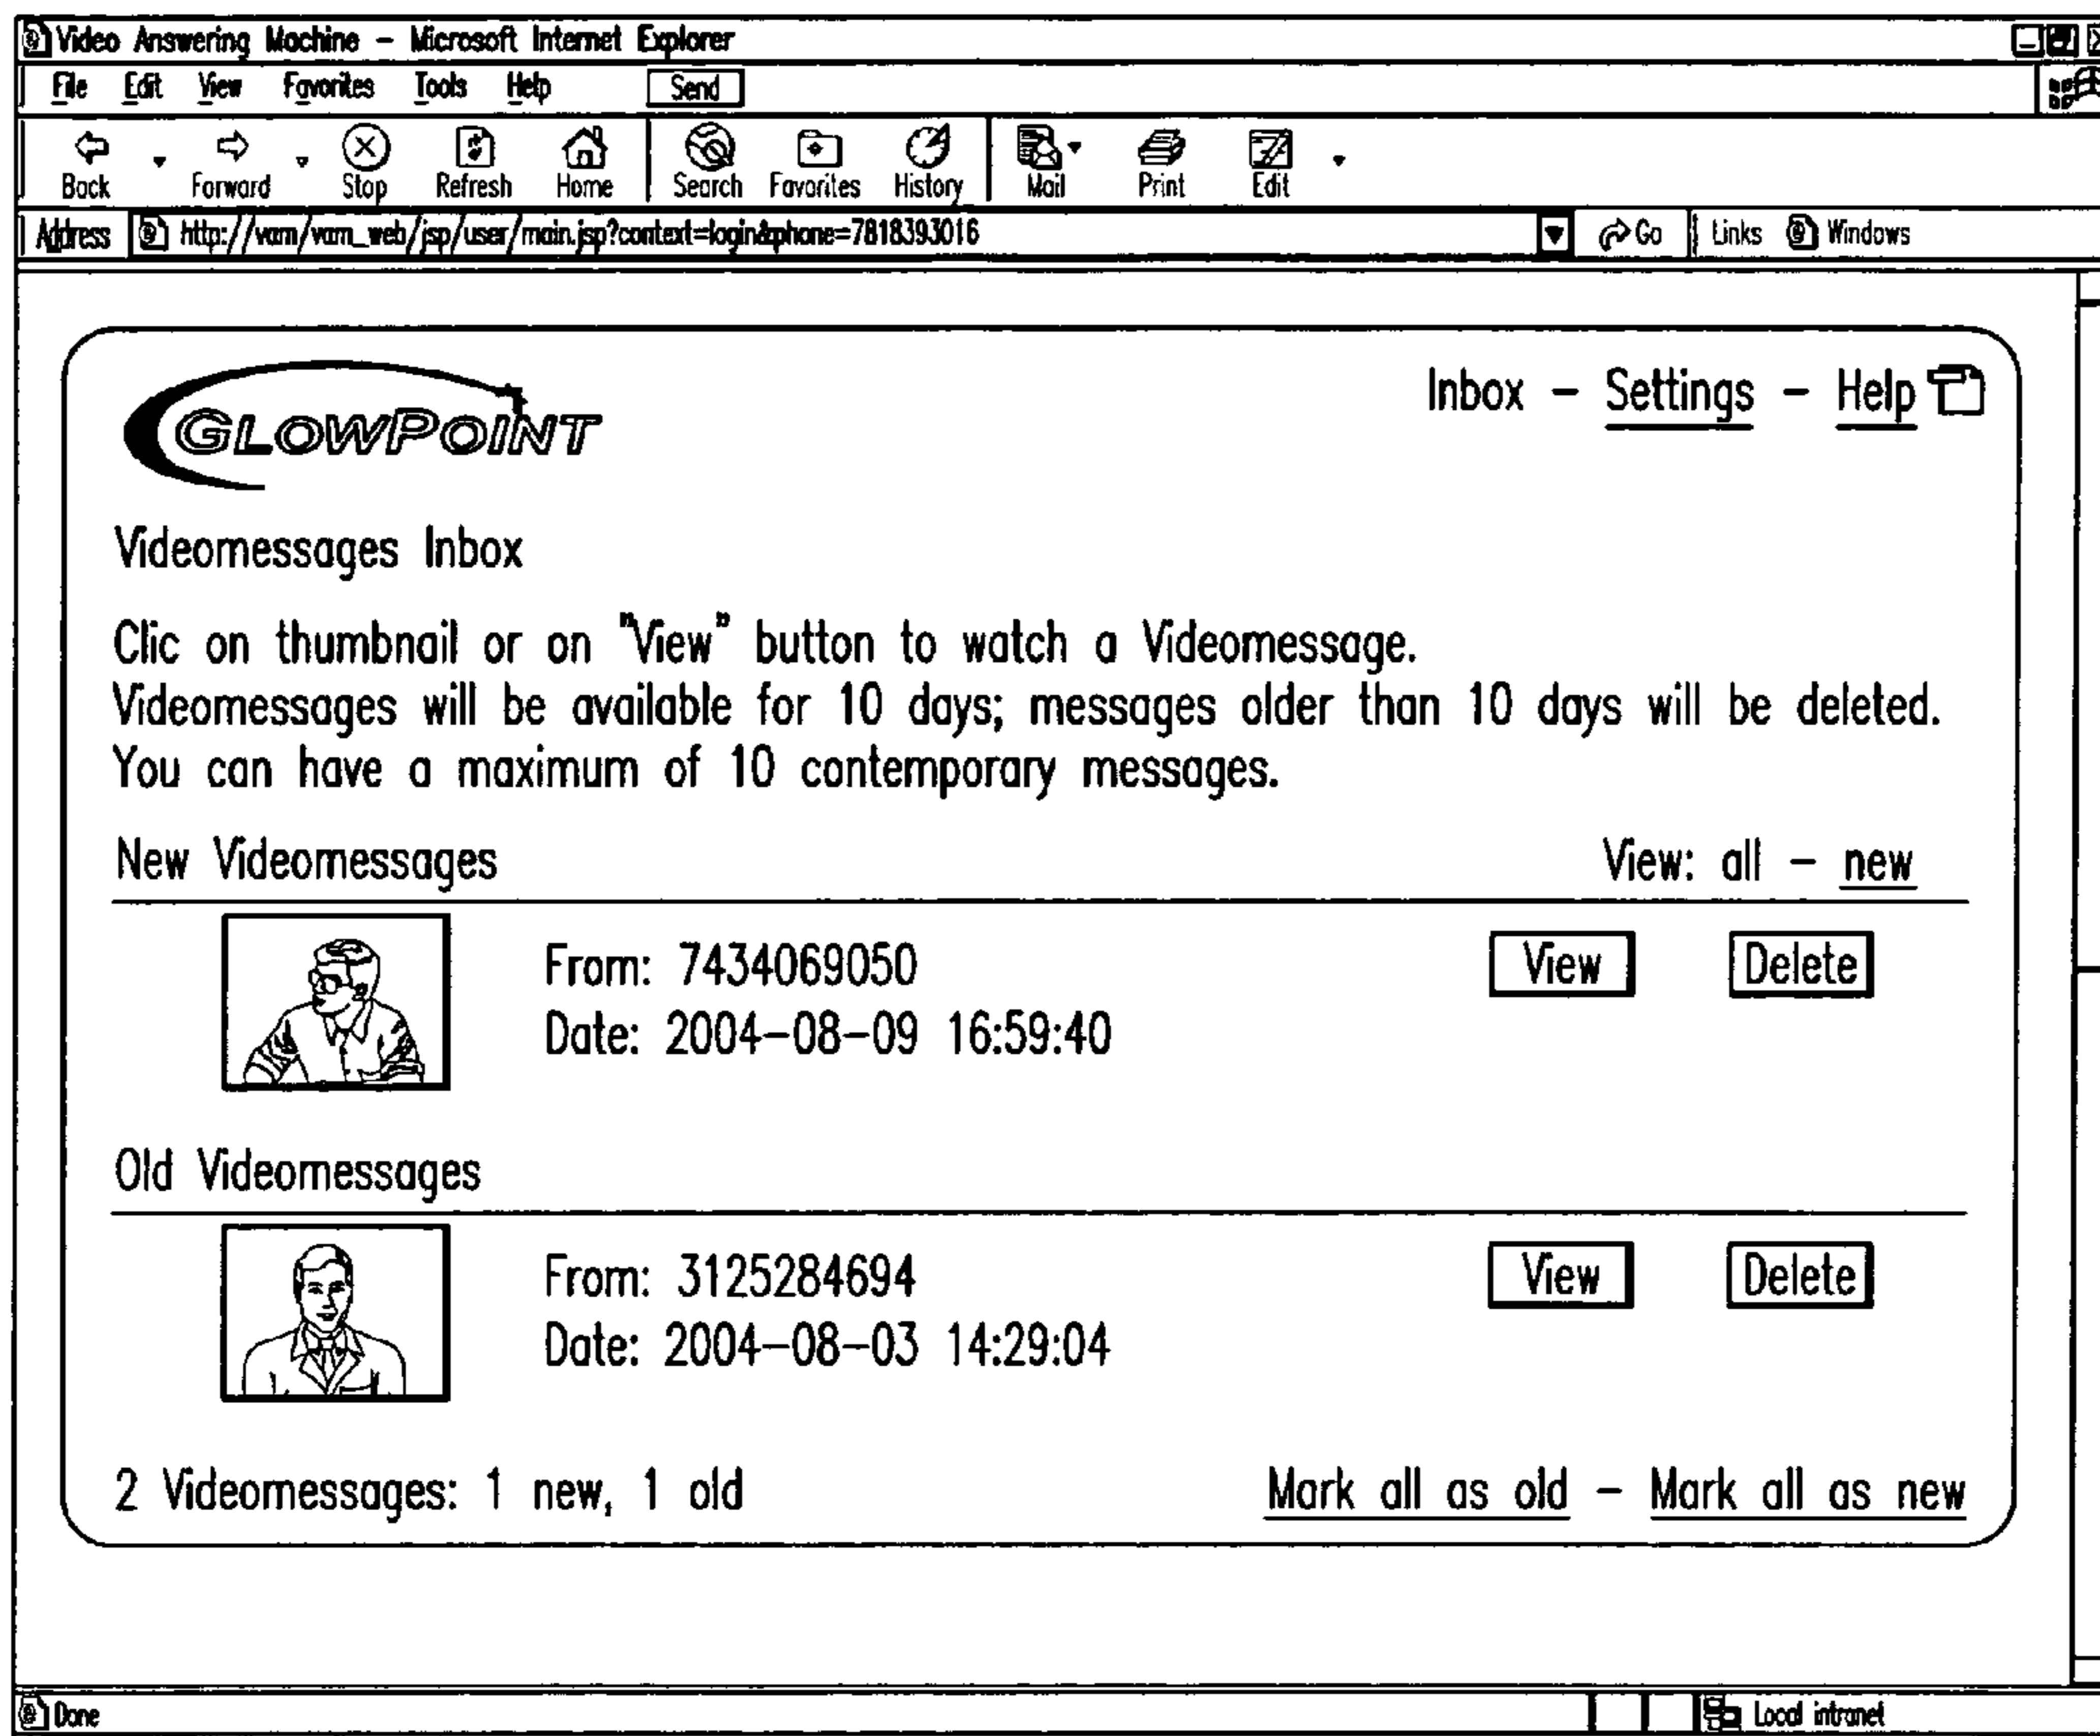 Video Answering Machine – Microsoft Internet Explorer
File Edit View Favorites Tools Help Send
Back Forward Stop Refresh Home Search Favorites History Mail Print Edit
Address http://vam/vam_web/jsp/user/main.jsp?context=login&phone=7818393016 Go Links Windows
GLOWPOINT
Inbox – Settings – Help
Videomessages Inbox
Clic on thumbnail or on "View" button to watch a Videomessage.
Videomessages will be available for 10 days; messages older than 10 days will be deleted.
You can have a maximum of 10 contemporary messages.
New Videomessages View: all – new
From: 7434069050 View Delete
Date: 2004–08–09 16:59:40
Old Videomessages
From: 3125284694 View Delete
Date: 2004–08–03 14:29:04
2 Videomessages: 1 new, 1 old Mark all as old – Mark all as new
Done Local intranet